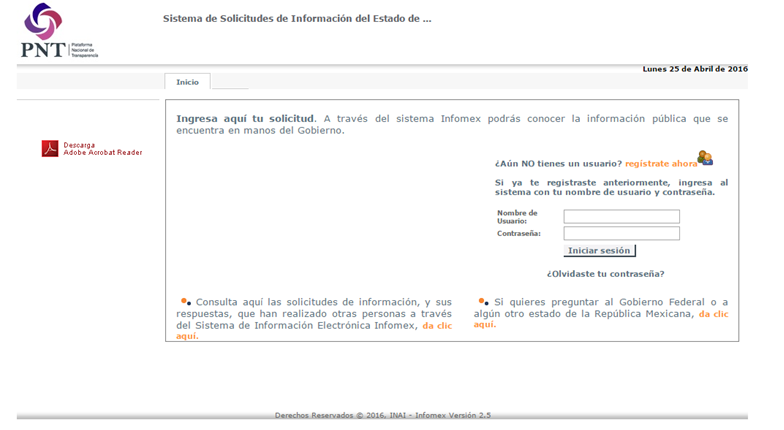 PNT Plataforma
Nacional de
Transparencia
Sistema de Solicitudes de Información del Estado de ...
Lunes 25 de Abril de 2016
Inicio
Descarga
Adobe Acrobat Reader
Ingresa aquí tu solicitud. A través del sistema Infomex podrás conocer la información pública que se
encuentra en manos del Gobierno.
¿Aún NO tienes un usuario? regístrate ahora
Si ya te registraste anteriormente, ingresa al
sistema con tu nombre de usuario y contraseña.
Nombre de
Usuario:
Contraseña:
Iniciar sesión
¿Olvidaste tu contraseña?
Consulta aquí las solicitudes de información, y sus
respuestas, que han realizado otras personas a través
del Sistema de Información Electrónica Infomex, da clic
aquí.
Si quieres preguntar al Gobierno Federal o a
algún otro estado de la República Mexicana, da clic
aquí.
Derechos Reservados © 2016, INAI - Infomex Versión 2.5